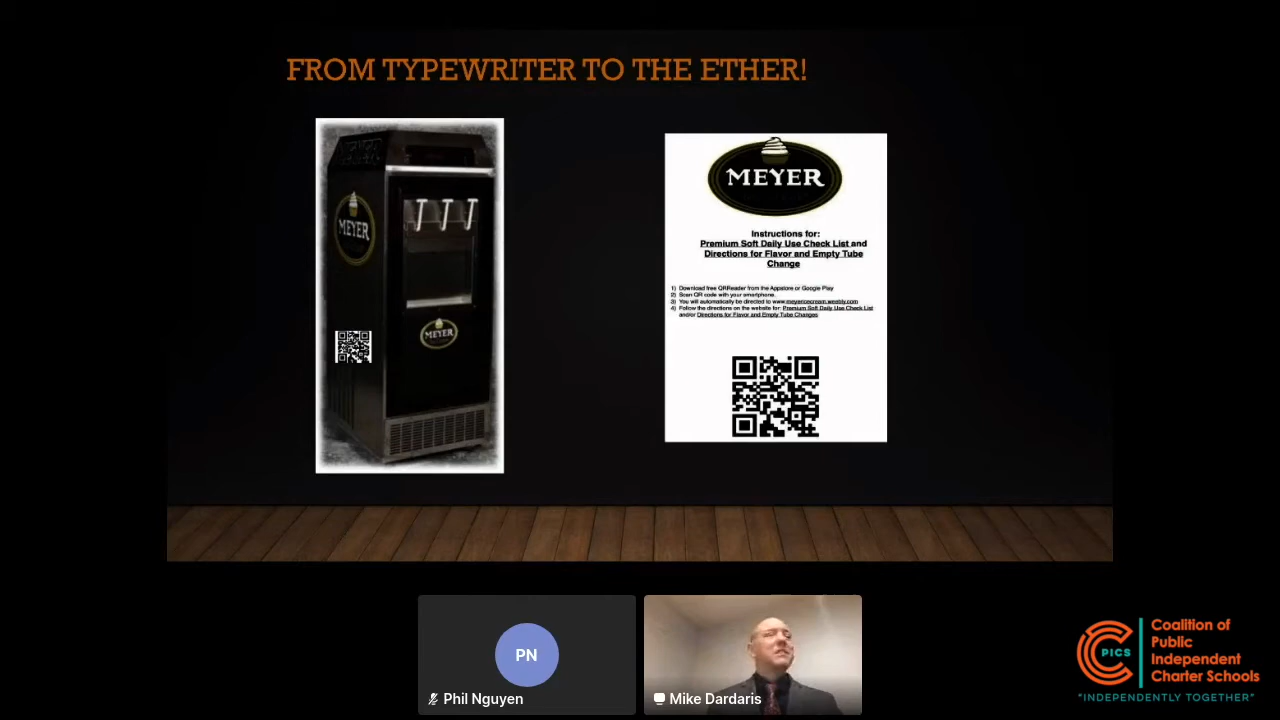 FROM TYPEWRITER TO THE ETHER!
MEYER
MEYER
MEYER
Instructions for:
Premium Soft Daily Use Check List and
Directions for Flavor and Empty Tube
Change
1) Download free QRReader from the Appstore or Google Play
2) Scan QR code with your smartphone.
3) You will automatically be directed to www.meyericecream.weebly.com
4) Follow the directions on the website for: Premium Soft Daily Use Check List
and/or Directions for Flavor and Empty Tube Changes
PN
Phil Nguyen
Mike Dardaris
PICS
Coalition of
Public
Independent
Charter Schools
"INDEPENDENTLY TOGETHER"